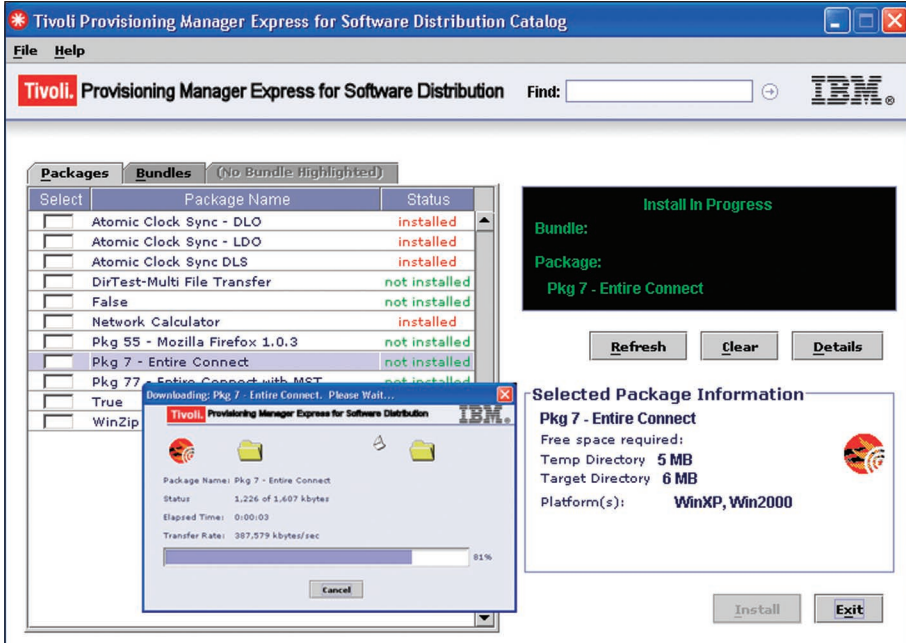 Tivoli Provisioning Manager Express for Software Distribution Catalog
File Help
Tivoli. Provisioning Manager Express for Software Distribution Find: IBM®
Packages Bundles (No Bundle Highlighted)
Select Package Name Status
Atomic Clock Sync - DLO installed
Atomic Clock Sync - LDO installed
Atomic Clock Sync DLS installed
DirTest-Multi File Transfer not installed
False not installed
Network Calculator installed
Pkg 55 - Mozilla Firefox 1.0.3 not installed
Pkg 7 - Entire Connect not installed
Pkg 77 - Entire Connect with MST not installed
True
WinZip
Install In Progress
Bundle:
Package:
Pkg 7 - Entire Connect
Refresh Clear Details
Selected Package Information
Pkg 7 - Entire Connect
Free space required:
Temp Directory 5 MB
Target Directory 6 MB
Platform(s): WinXP, Win2000
Downloading: Pkg 7 - Entire Connect. Please Wait...
Tivoli. Provisioning Manager Express for Software Distribution IBM®
Package Name: Pkg 7 - Entire Connect
Status 1,226 of 1,607 kbytes
Elapsed Time: 0:00:03
Transfer Rate: 387,579 kbytes/sec
81%
Cancel
Install Exit